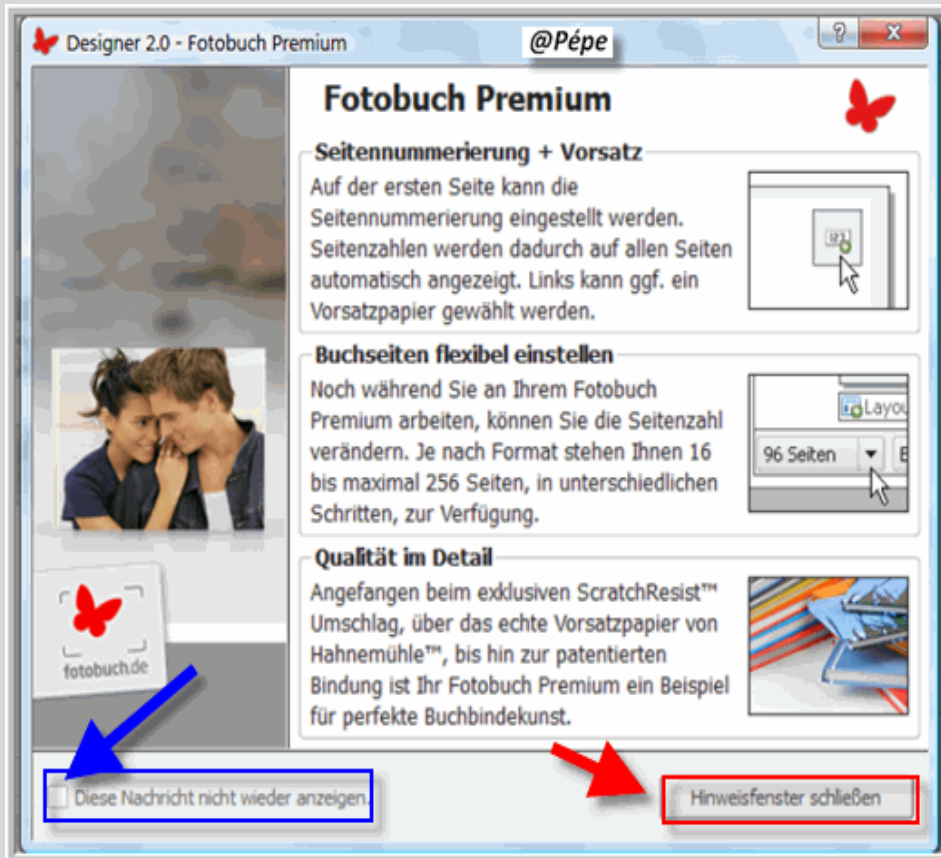 Designer 2.0 - Fotobuch Premium
@Pépe
Fotobuch Premium
Seitennummerierung + Vorsatz
Auf der ersten Seite kann die
Seitennummerierung eingestellt werden.
Seitenzahlen werden dadurch auf allen Seiten
automatisch angezeigt. Links kann ggf. ein
Vorsatzpapier gewählt werden.
123
Buchseiten flexibel einstellen
Noch während Sie an Ihrem Fotobuch
Premium arbeiten, können Sie die Seitenzahl
verändern. Je nach Format stehen Ihnen 16
bis maximal 256 Seiten, in unterschiedlichen
Schritten, zur Verfügung.
Layou
96 Seiten
Qualität im Detail
Angefangen beim exklusiven ScratchResist™
Umschlag, über das echte Vorsatzpapier von
Hahnemühle™, bis hin zur patentierten
Bindung ist Ihr Fotobuch Premium ein Beispiel
für perfekte Buchbindekunst.
fotobuch.de
Diese Nachricht nicht wieder anzeigen.
Hinweisfenster schließen